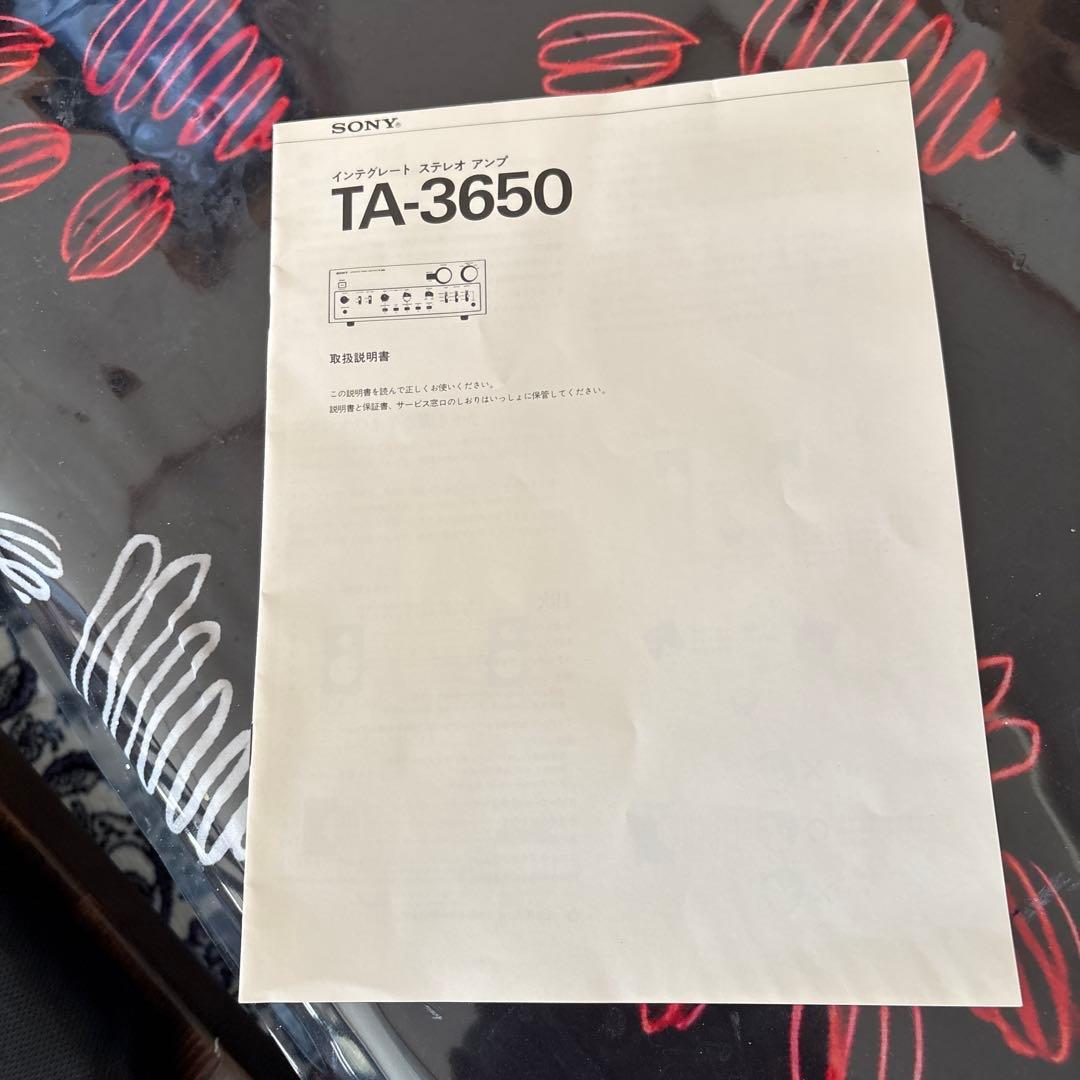 SONY®
インテグレート ステレオ アンプ
TA-3650
SONY
取扱説明書
この説明書を読んで正しくお使いください。
説明書と保証書、サービス窓口のしおりはいっしょに保管してください。